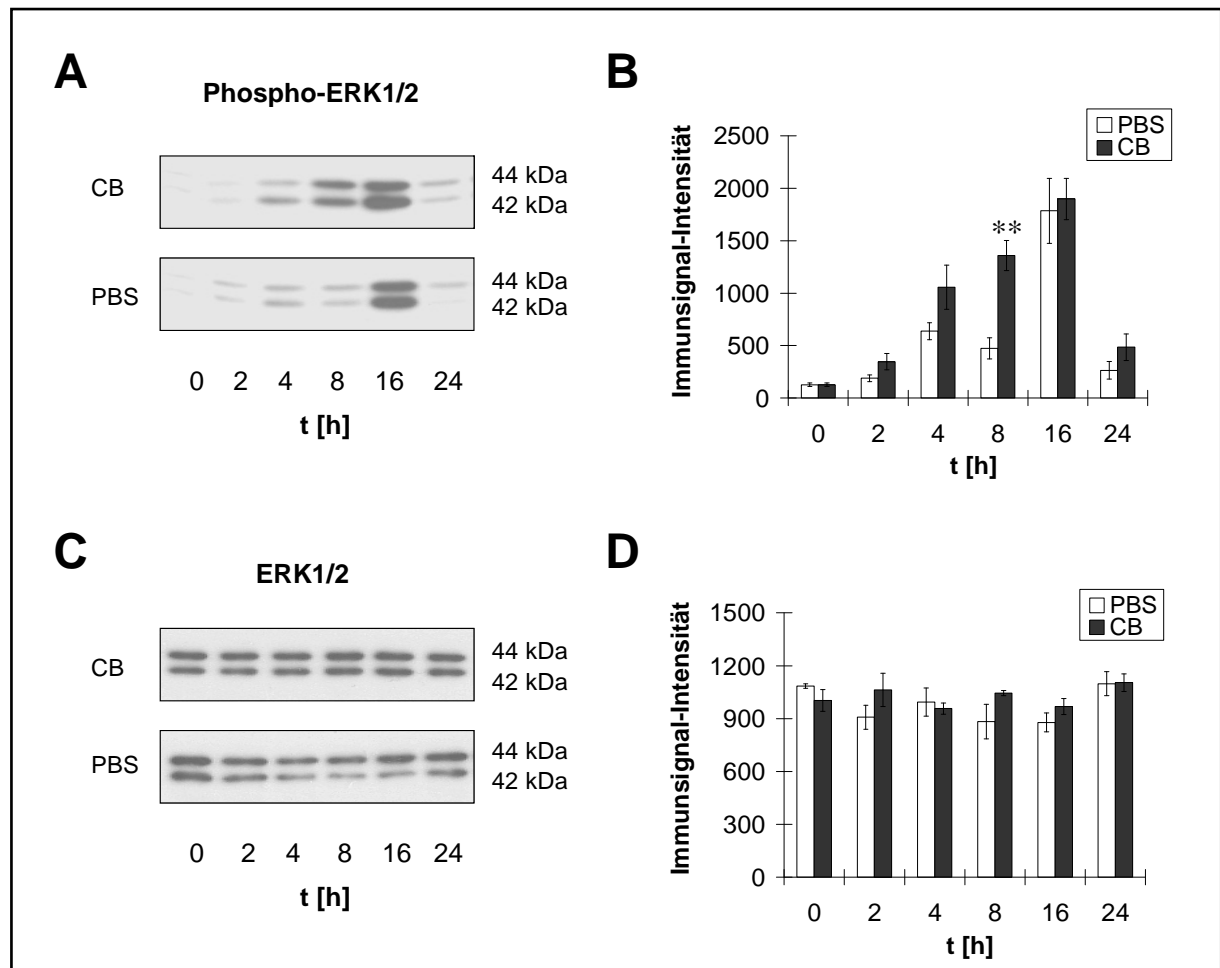 A
Phospho-ERK1/2
CB
44 kDa
42 kDa
PBS
44 kDa
42 kDa
0 2 4 8 16 24
t [h]
B
PBS
CB
Immunsignal-Intensität
2500
2000
1500
1000
500
0
**
0 2 4 8 16 24
t [h]
C
ERK1/2
CB
44 kDa
42 kDa
PBS
44 kDa
42 kDa
0 2 4 8 16 24
t [h]
D
PBS
CB
Immunsignal-Intensität
1500
1200
900
600
300
0
0 2 4 8 16 24
t [h]